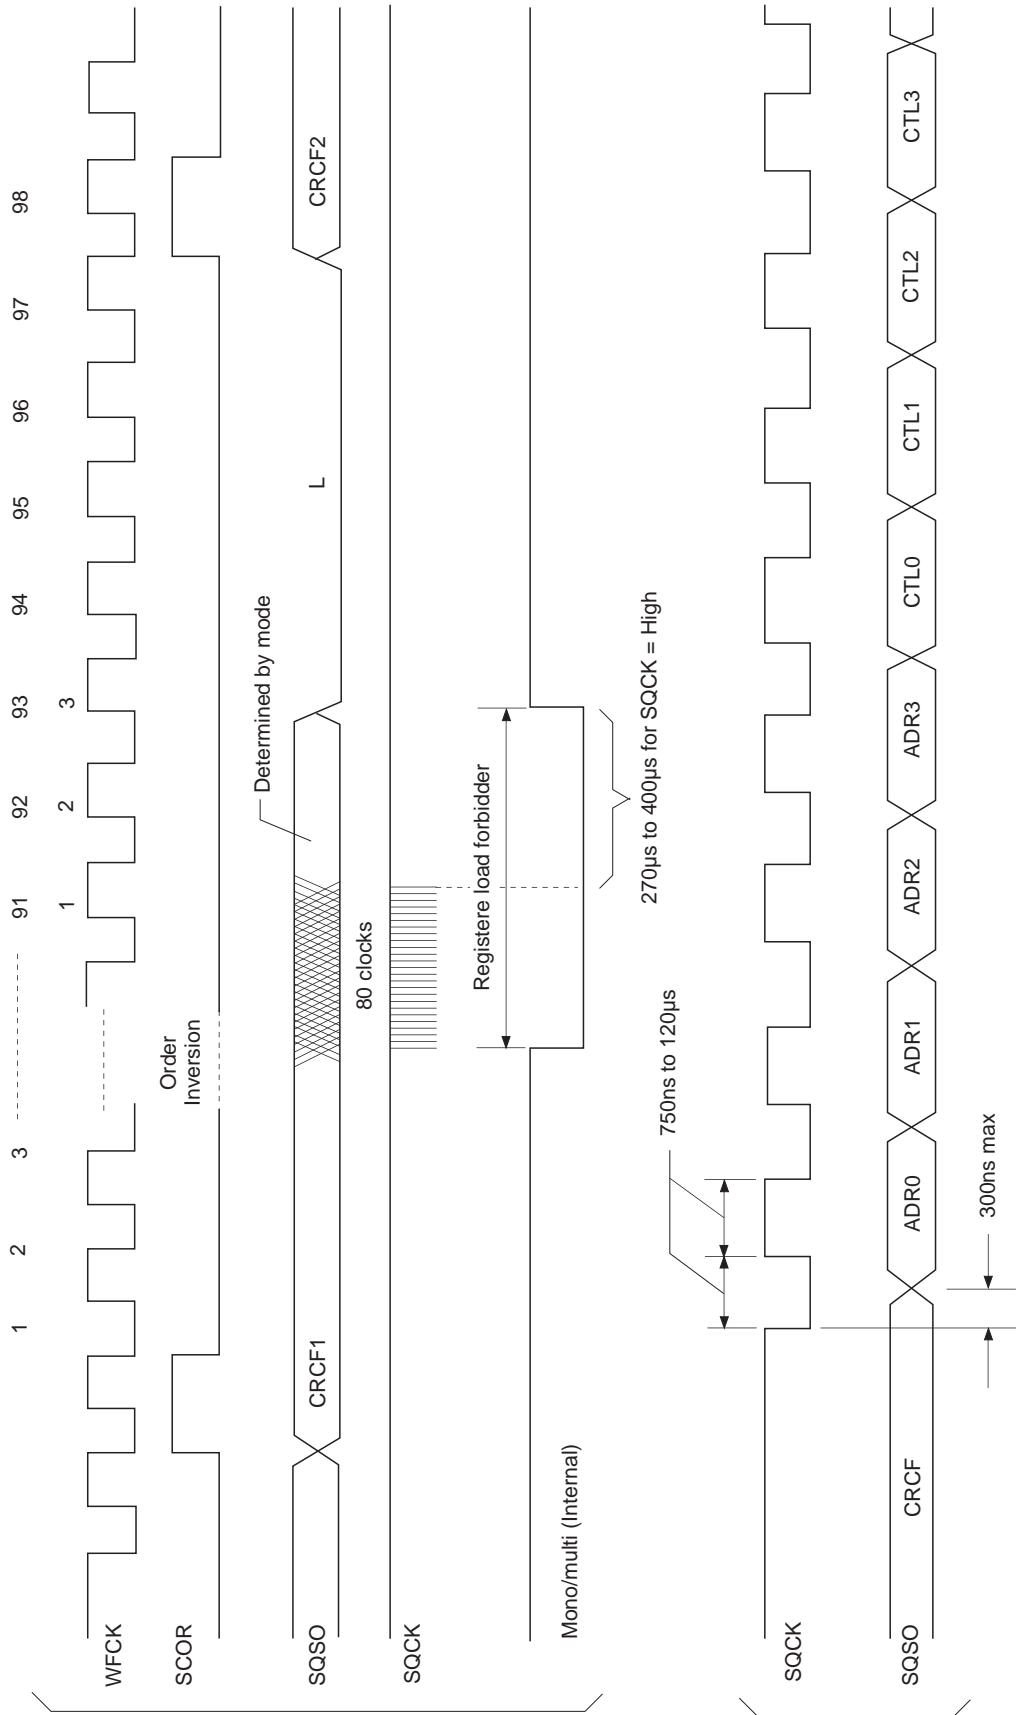 1 2 3 91 92 93 94 95 96 97 98
1 2 3
WFCK
SCOR
Order
Inversion
Determined by mode
SQSO CRCF1 L CRCF2
80 clocks
SQCK
Registere load forbidder
Mono/multi (Internal)
270µs to 400µs for SQCK = High
750ns to 120µs
SQCK
SQSO CRCF ADR0 ADR1 ADR2 ADR3 CTL0 CTL1 CTL2 CTL3
300ns max